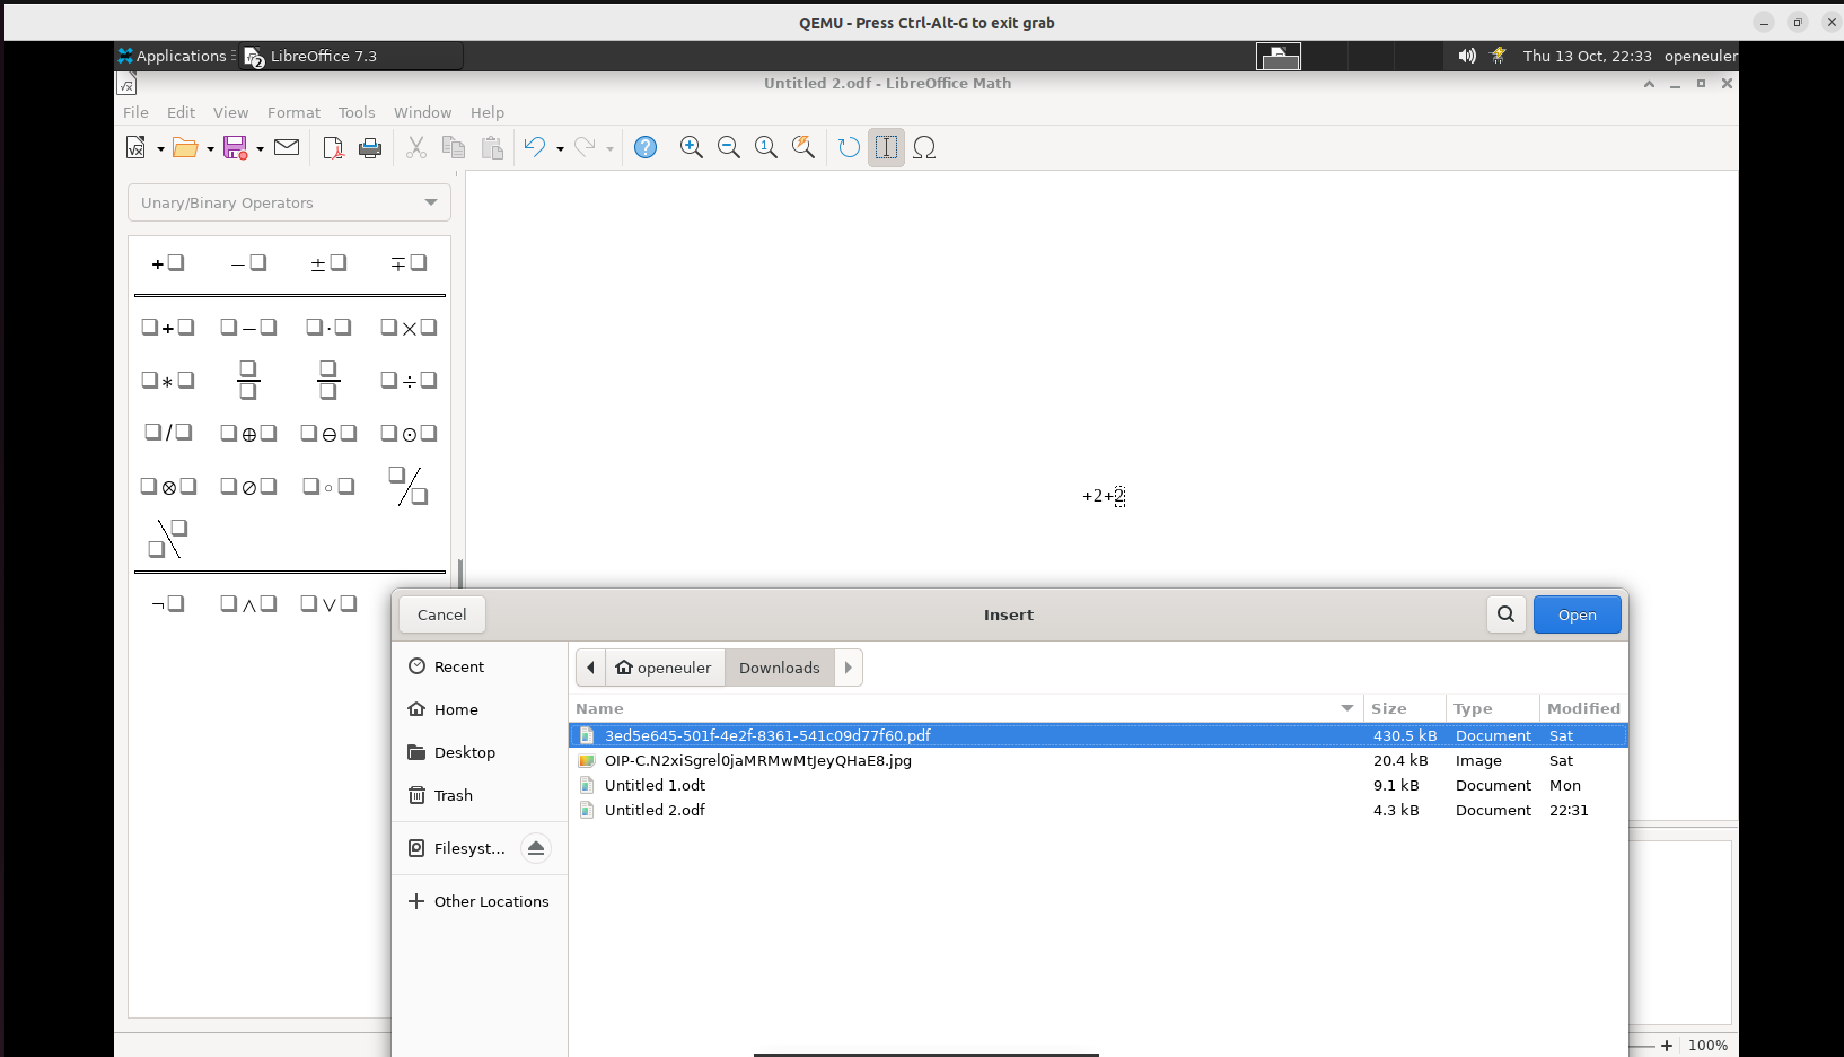 QEMU - Press Ctrl-Alt-G to exit grab
Applications LibreOffice 7.3 Thu 13 Oct, 22:33 openeuler
Untitled 2.odf - LibreOffice Math
File Edit View Format Tools Window Help
Unary/Binary Operators
+2+2
Cancel Insert Open
Recent
Home
Desktop
Trash
Filesyst...
Other Locations
openeuler Downloads
Name Size Type Modified
3ed5e645-501f-4e2f-8361-541c09d77f60.pdf 430.5 kB Document Sat
OIP-C.N2xiSgrel0jaMRMwMtJeyQHaE8.jpg 20.4 kB Image Sat
Untitled 1.odt 9.1 kB Document Mon
Untitled 2.odf 4.3 kB Document 22:31
100%